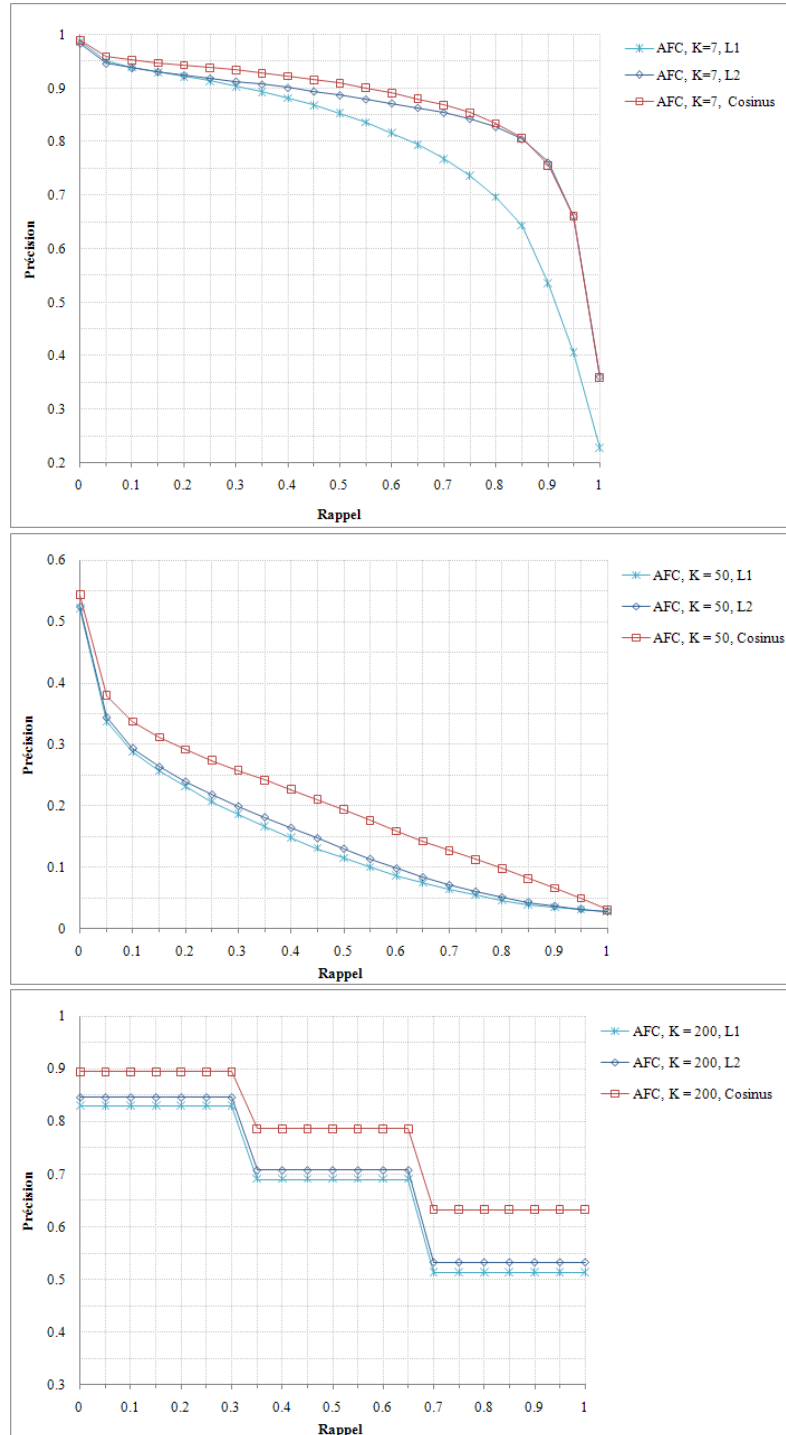 1
0.9
0.8
0.7
0.6
0.5
0.4
0.3
0.2
Précision
0 0.1 0.2 0.3 0.4 0.5 0.6 0.7 0.8 0.9 1
Rappel
AFC, K=7, L1
AFC, K=7, L2
AFC, K=7, Cosinus
0.6
0.5
0.4
0.3
0.2
0.1
0
Précision
0 0.1 0.2 0.3 0.4 0.5 0.6 0.7 0.8 0.9 1
Rappel
AFC, K = 50, L1
AFC, K = 50, L2
AFC, K = 50, Cosinus
1
0.9
0.8
0.7
0.6
0.5
0.4
0.3
Précision
0 0.1 0.2 0.3 0.4 0.5 0.6 0.7 0.8 0.9 1
Rappel
AFC, K = 200, L1
AFC, K = 200, L2
AFC, K = 200, Cosinus